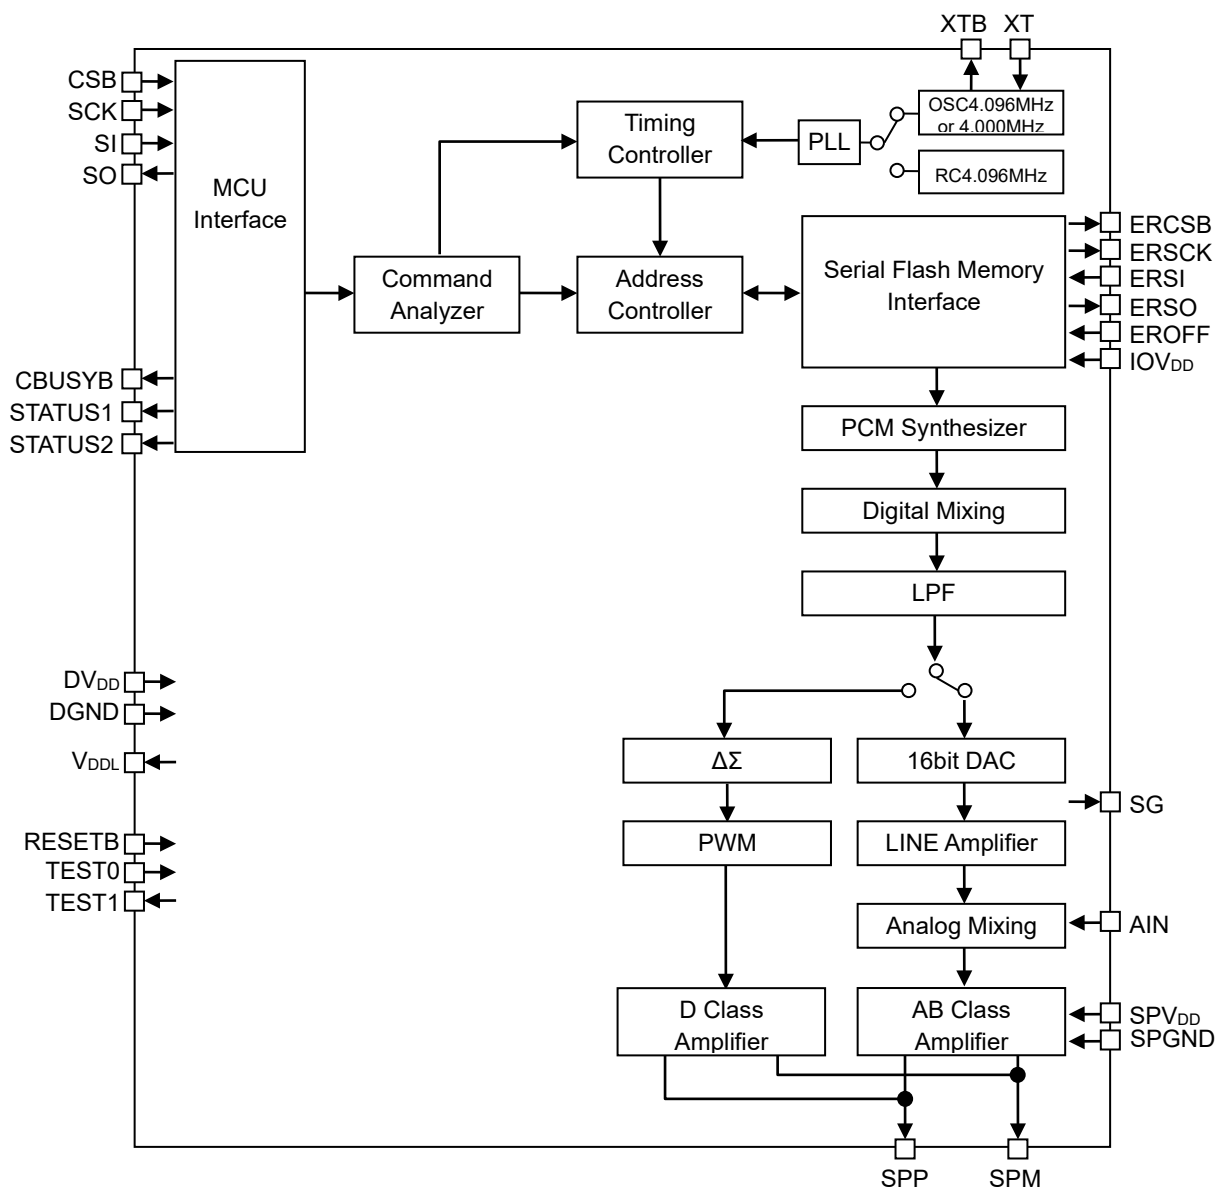 XTB XT
CSB
SCK
SI
SO
MCU
Interface
Timing
Controller
PLL
OSC4.096MHz
or 4.000MHz
RC4.096MHz
Command
Analyzer
Address
Controller
Serial Flash Memory
Interface
ERCSB
ERSCK
ERSI
ERSO
EROFF
IOVDD
CBUSYB
STATUS1
STATUS2
PCM Synthesizer
Digital Mixing
LPF
DVDD
DGND
VDDL
RESETB
TEST0
TEST1
ΔΣ
16bit DAC
SG
PWM
LINE Amplifier
Analog Mixing
AIN
D Class
Amplifier
AB Class
Amplifier
SPVDD
SPGND
SPP
SPM